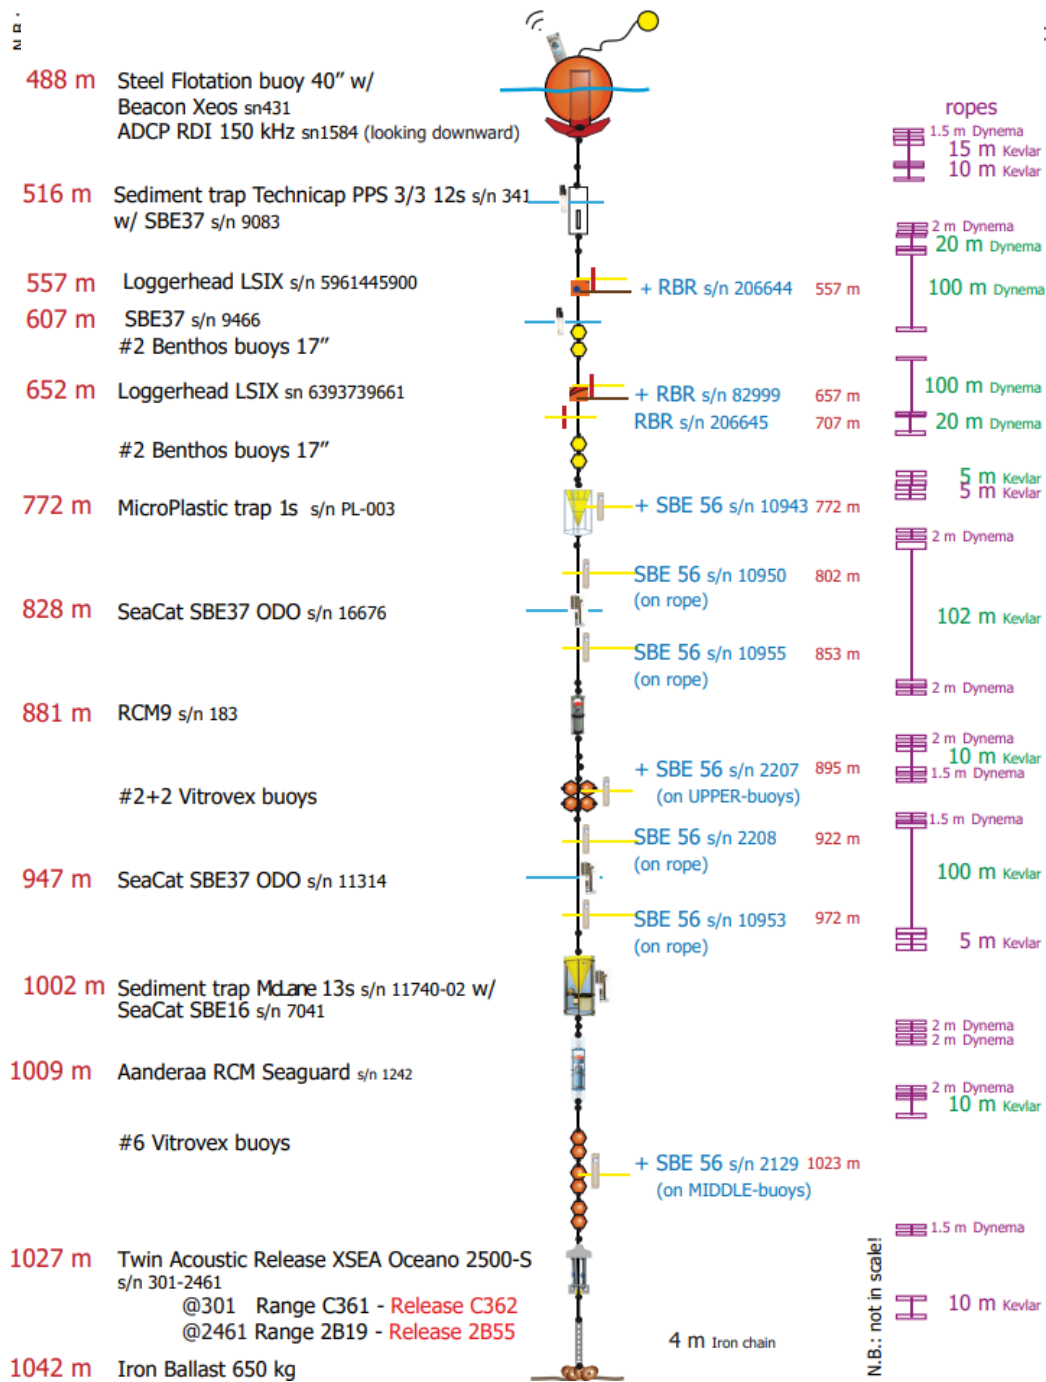 N.B.:
488 m Steel Flotation buoy 40” w/
Beacon Xeos sn431
ADCP RDI 150 kHz sn1584 (looking downward)
ropes
1.5 m Dynema
15 m Kevlar
10 m Kevlar
516 m Sediment trap Technicap PPS 3/3 12s s/n 341
w/ SBE37 s/n 9083
2 m Dynema
20 m Dynema
557 m Loggerhead LSIX s/n 5961445900
+ RBR s/n 206644 557 m
100 m Dynema
607 m SBE37 s/n 9466
#2 Benthos buoys 17”
652 m Loggerhead LSIX sn 6393739661
+ RBR s/n 82999 657 m
100 m Dynema
RBR s/n 206645 707 m
20 m Dynema
#2 Benthos buoys 17”
5 m Kevlar
5 m Kevlar
772 m MicroPlastic trap 1s s/n PL-003
+ SBE 56 s/n 10943 772 m
2 m Dynema
SBE 56 s/n 10950 802 m
(on rope)
828 m SeaCat SBE37 ODO s/n 16676
102 m Kevlar
SBE 56 s/n 10955 853 m
(on rope)
2 m Dynema
881 m RCM9 s/n 183
2 m Dynema
10 m Kevlar
+ SBE 56 s/n 2207 895 m
1.5 m Dynema
#2+2 Vitrovex buoys
(on UPPER-buoys)
1.5 m Dynema
SBE 56 s/n 2208 922 m
(on rope)
947 m SeaCat SBE37 ODO s/n 11314
100 m Kevlar
SBE 56 s/n 10953 972 m
(on rope)
5 m Kevlar
1002 m Sediment trap McLane 13s s/n 11740-02 w/
SeaCat SBE16 s/n 7041
2 m Dynema
2 m Dynema
1009 m Aanderaa RCM Seaguard s/n 1242
2 m Dynema
10 m Kevlar
#6 Vitrovex buoys
+ SBE 56 s/n 2129 1023 m
(on MIDDLE-buoys)
1.5 m Dynema
1027 m Twin Acoustic Release XSEA Oceano 2500-S
s/n 301-2461
@301 Range C361 - Release C362
10 m Kevlar
@2461 Range 2B19 - Release 2B55
4 m Iron chain
N.B.: not in scale!
1042 m Iron Ballast 650 kg